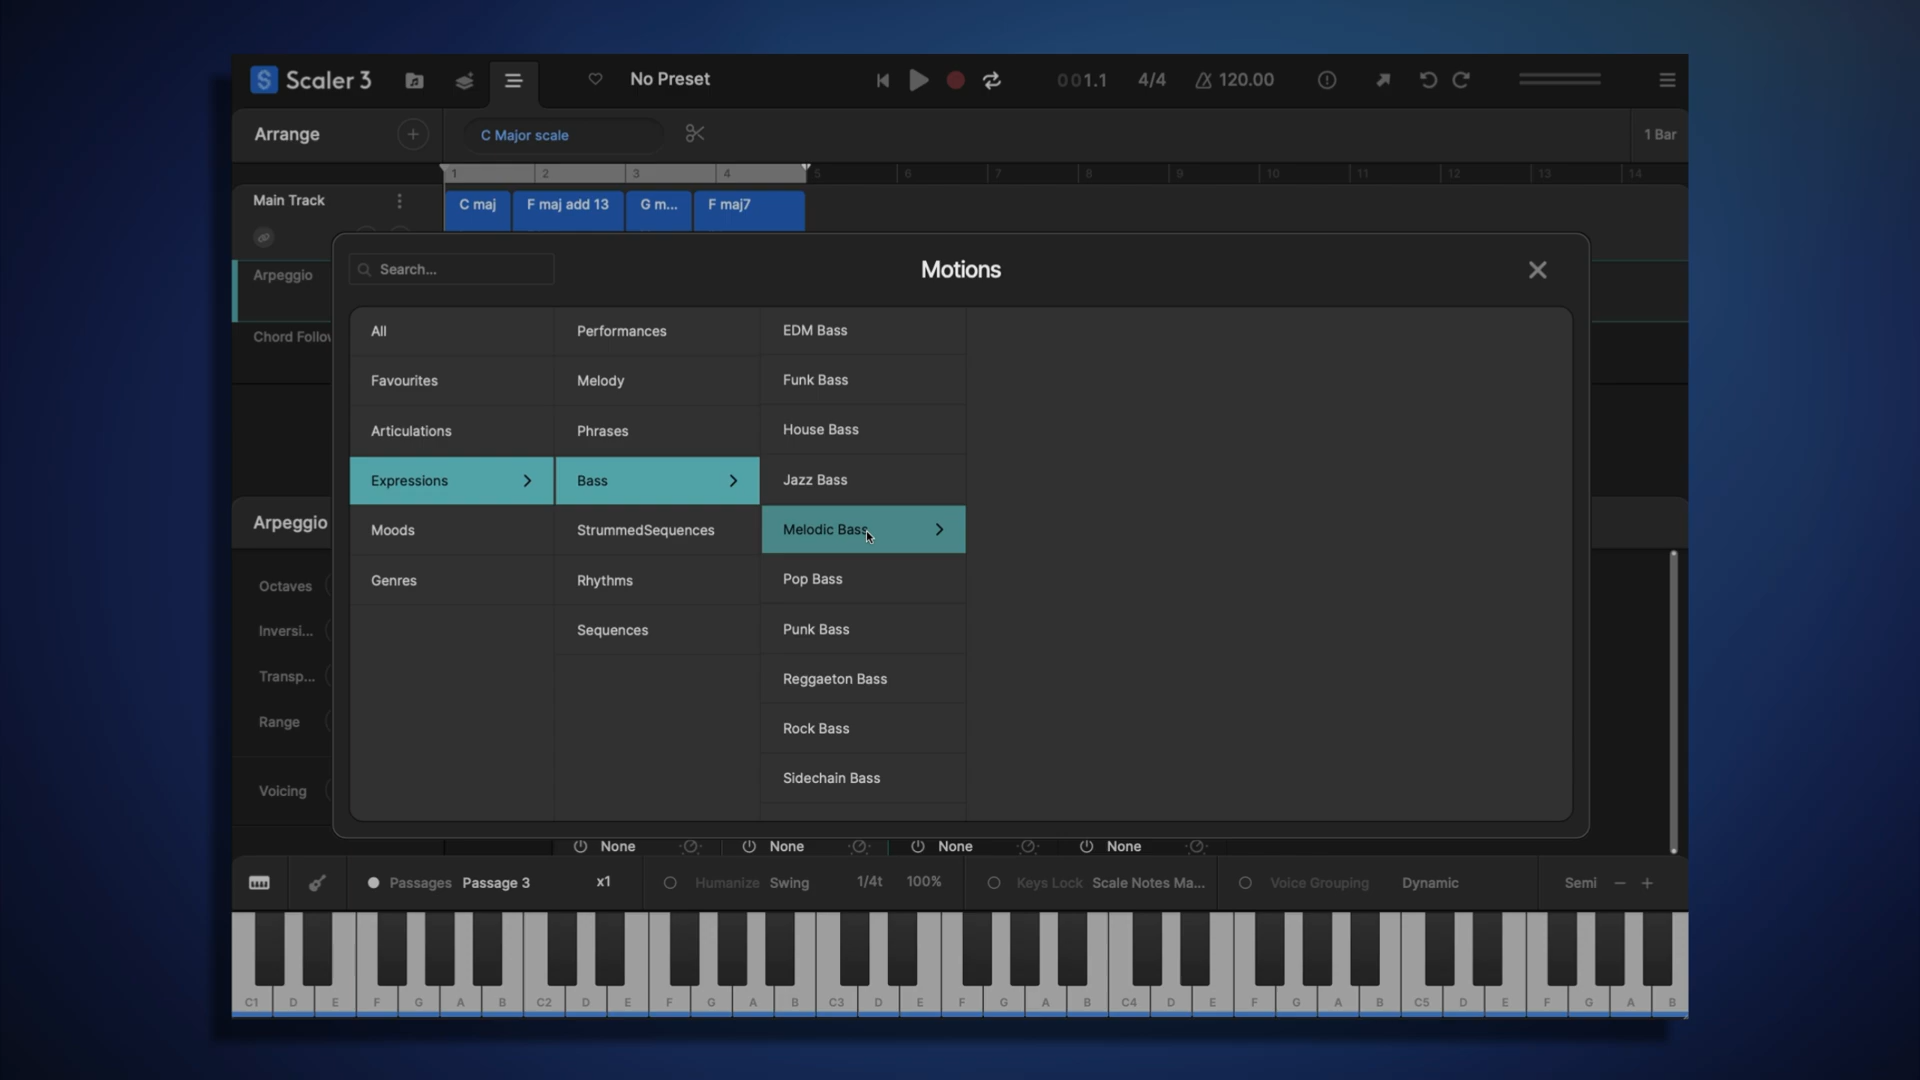 Scaler 3
No Preset
001.1
4/4
120.00
Arrange
C Major scale
1 Bar
1 2 3 4 5 6 7 8 9 10 11 12 13 14
Main Track
C maj
F maj add 13
G m...
F maj7
Arpeggio
Chord Follow
Search...
Motions
All
Favourites
Articulations
Expressions
Moods
Genres
Performances
Melody
Phrases
Bass
StrummedSequences
Rhythms
Sequences
EDM Bass
Funk Bass
House Bass
Jazz Bass
Melodic Bass
Pop Bass
Punk Bass
Reggaeton Bass
Rock Bass
Sidechain Bass
Arpeggio
Octaves
Inversi...
Transp...
Range
Voicing
None
None
None
None
Passages Passage 3
x1
Humanize Swing
1/4t
100%
Keys Lock Scale Notes Ma...
Voice Grouping Dynamic
Semi
C1 D E F G A B C2 D E F G A B C3 D E F G A B C4 D E F G A B C5 D E F G A B